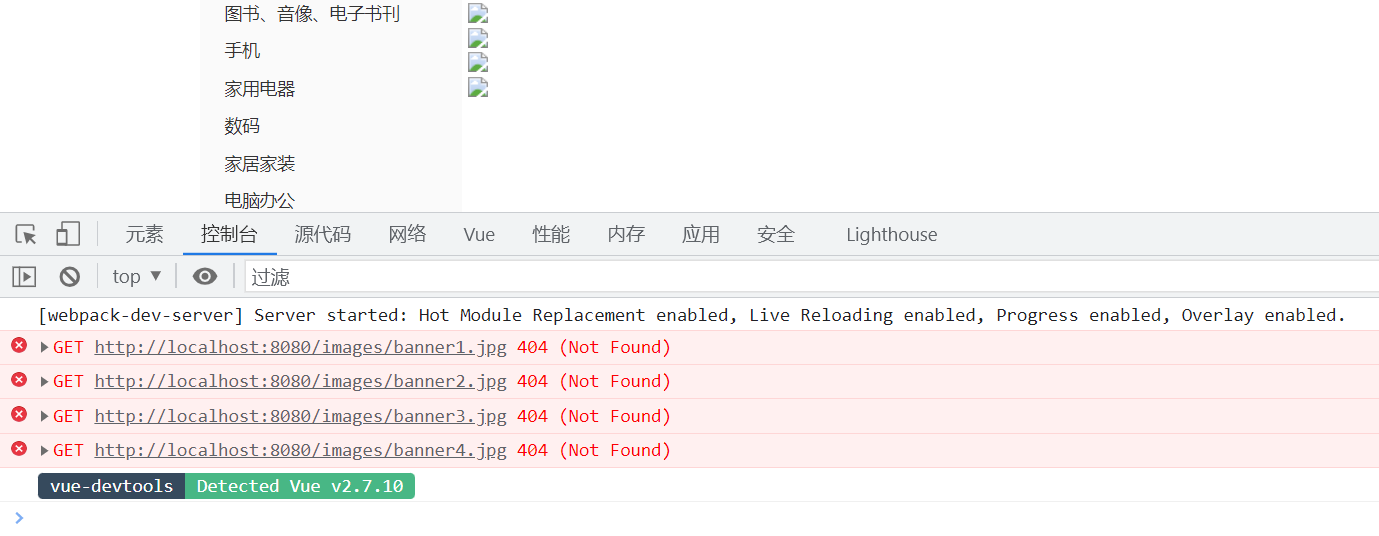 图书、音像、电子书刊
手机
家用电器
数码
家居家装
电脑办公
元素 控制台 源代码 网络 Vue 性能 内存 应用 安全 Lighthouse
top ▼ 过滤
[webpack-dev-server] Server started: Hot Module Replacement enabled, Live Reloading enabled, Progress enabled, Overlay enabled.
GET http://localhost:8080/images/banner1.jpg 404 (Not Found)
GET http://localhost:8080/images/banner2.jpg 404 (Not Found)
GET http://localhost:8080/images/banner3.jpg 404 (Not Found)
GET http://localhost:8080/images/banner4.jpg 404 (Not Found)
vue-devtools Detected Vue v2.7.10